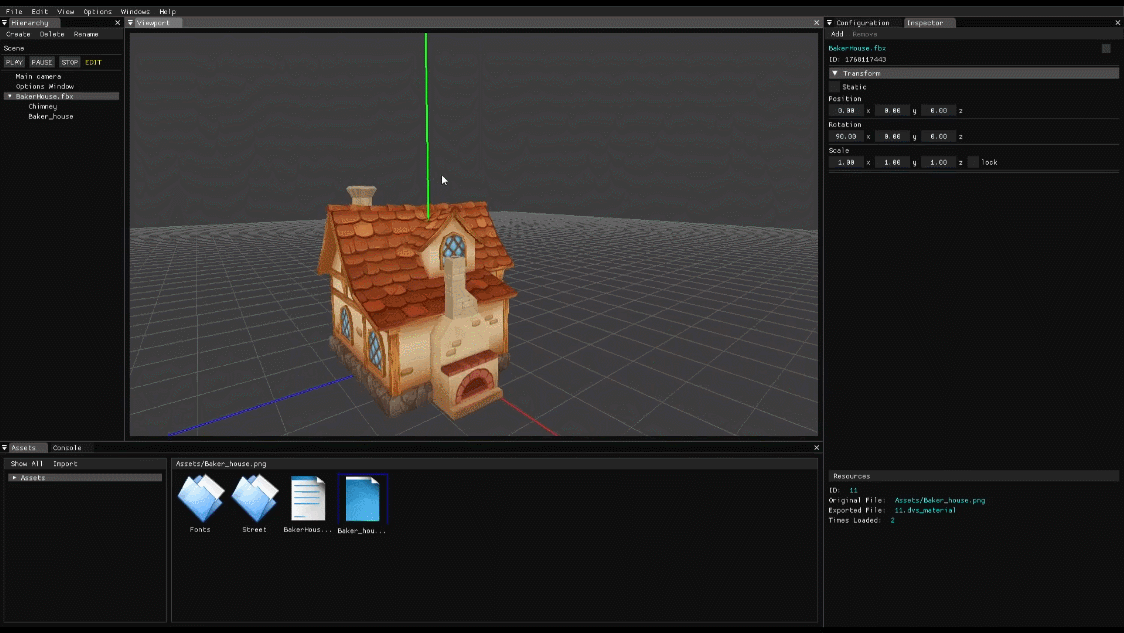 File Edit View Options Windows Help
Hierarchy
Create Delete Rename
Scene
PLAY PAUSE STOP EDIT
Main camera
Options Window
BakerHouse.fbx
Chimney
Baker_house
Viewport
Configuration Inspector
Add Remove
BakerHouse.fbx
ID: 1768117443
Transform
Static
Position
0.00 x 0.00 y 0.00 z
Rotation
90.00 x 0.00 y 0.00 z
Scale
1.00 x 1.00 y 1.00 z lock
Assets Console
Show All Import
Assets
Assets/Baker_house.png
Fonts Street BakerHous... Baker_hou...
Resources
ID: 11
Original File: Assets/Baker_house.png
Exported File: 11.dvs_material
Times Loaded: 2